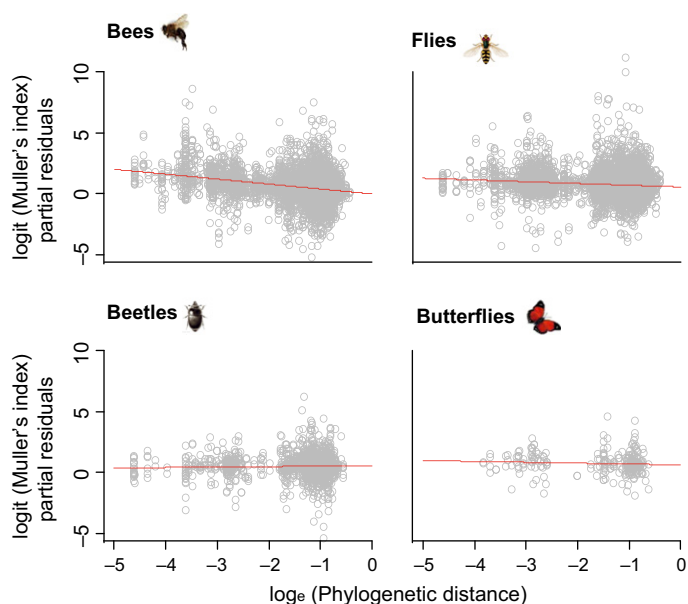 Bees
Flies
logit (Muller's index)
partial residuals
10
5
0
−5
Beetles
Butterflies
logit (Muller's index)
partial residuals
10
5
0
−5
−5 −4 −3 −2 −1 0
−5 −4 −3 −2 −1 0
logₑ (Phylogenetic distance)